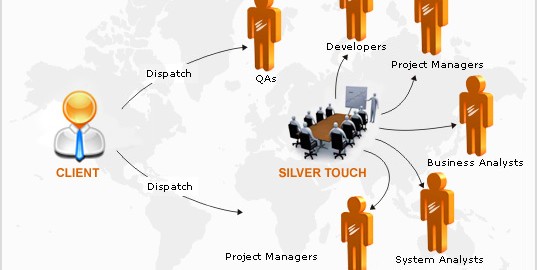 Developers
Project Managers
Dispatch
QAs
Business Analysts
CLIENT
SILVER TOUCH
Dispatch
Project Managers
System Analysts